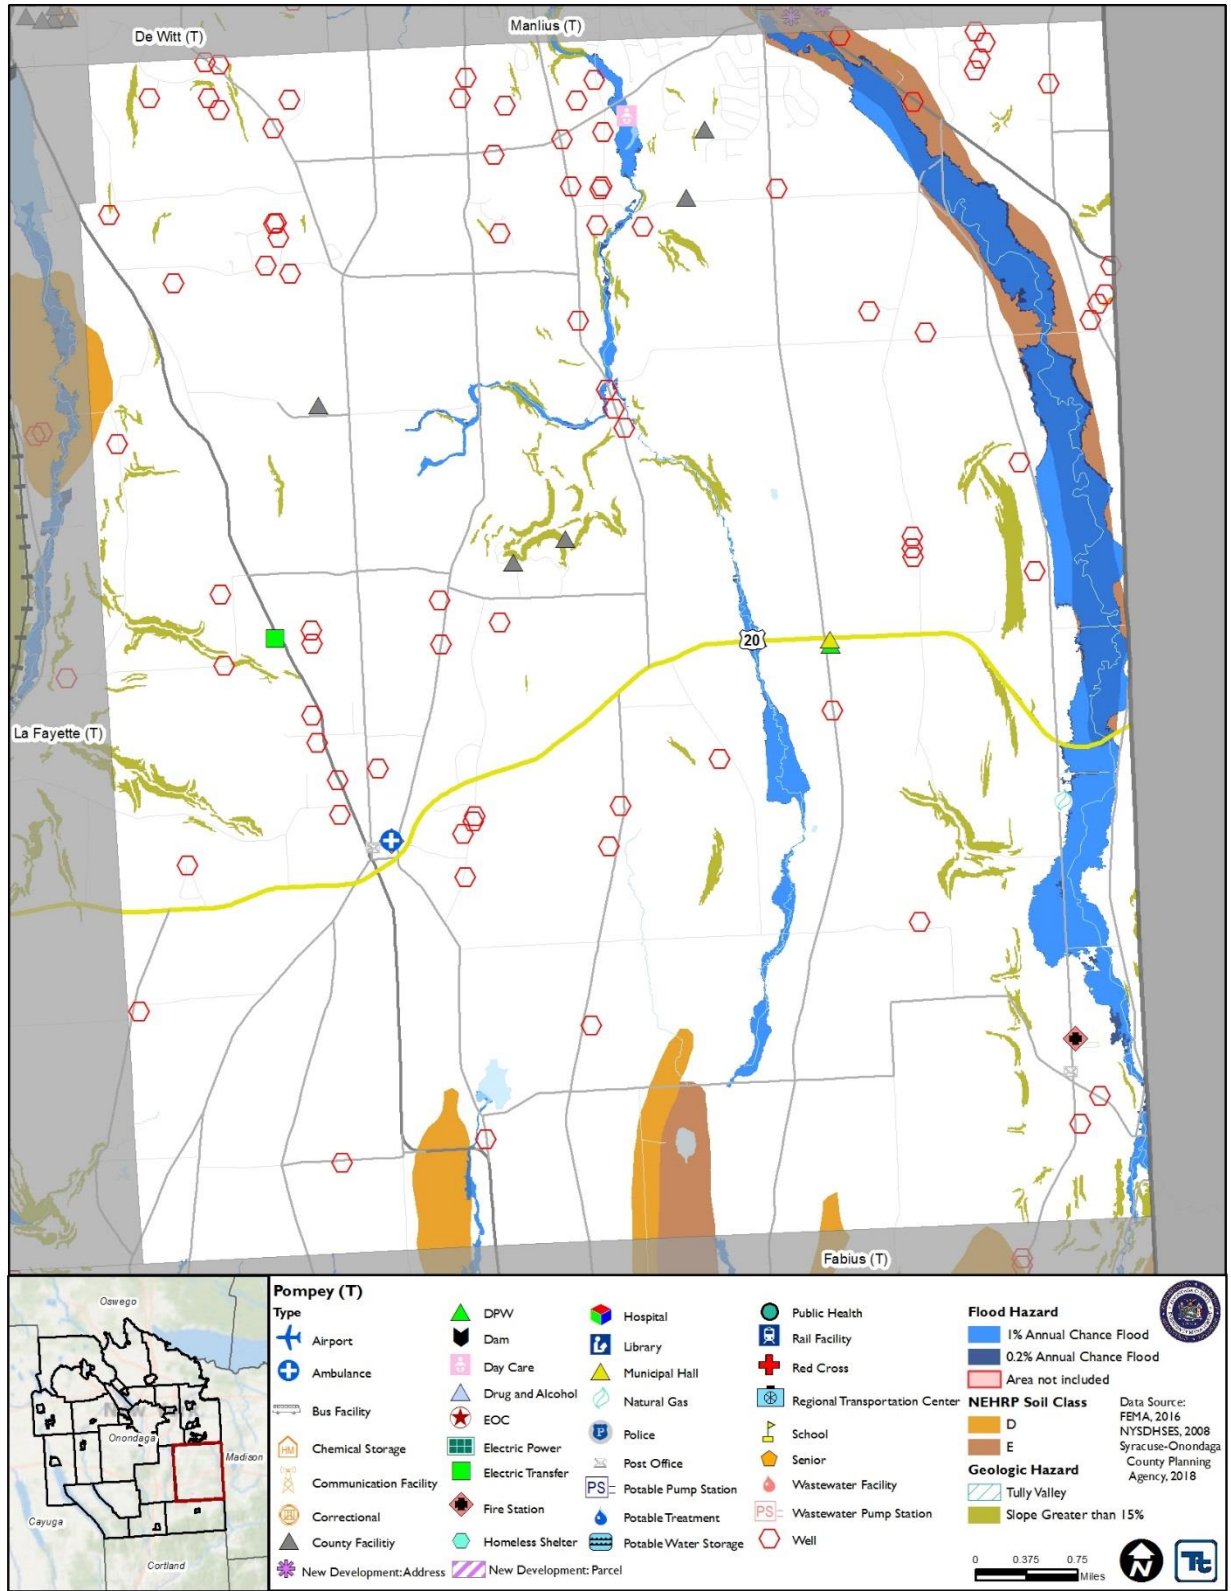 De Witt (T)
Manlius (T)
20
La Fayette (T)
Fabius (T)
Oswego
Onondaga
Madison
Cayuga
Cortland
Pompey (T)
Type
Airport
Ambulance
Bus Facility
HM
Chemical Storage
Communication Facility
Correctional
County Facilitiy
New Development: Address
DPW
Dam
Day Care
Drug and Alcohol
EOC
Electric Power
Electric Transfer
Fire Station
Homeless Shelter
New Development: Parcel
Hospital
Library
Municipal Hall
Natural Gas
P
Police
Post Office
PS
Potable Pump Station
Potable Treatment
Potable Water Storage
Public Health
Rail Facility
Red Cross
Regional Transportation Center
School
Senior
Wastewater Facility
PS
Wastewater Pump Station
Well
Flood Hazard
1% Annual Chance Flood
0.2% Annual Chance Flood
Area not included
NEHRP Soil Class
D
E
Geologic Hazard
Tully Valley
Slope Greater than 15%
Data Source:
FEMA, 2016
NYSDHSES, 2008
Syracuse-Onondaga
County Planning
Agency, 2018
0 0.375 0.75
Miles
N
Tt